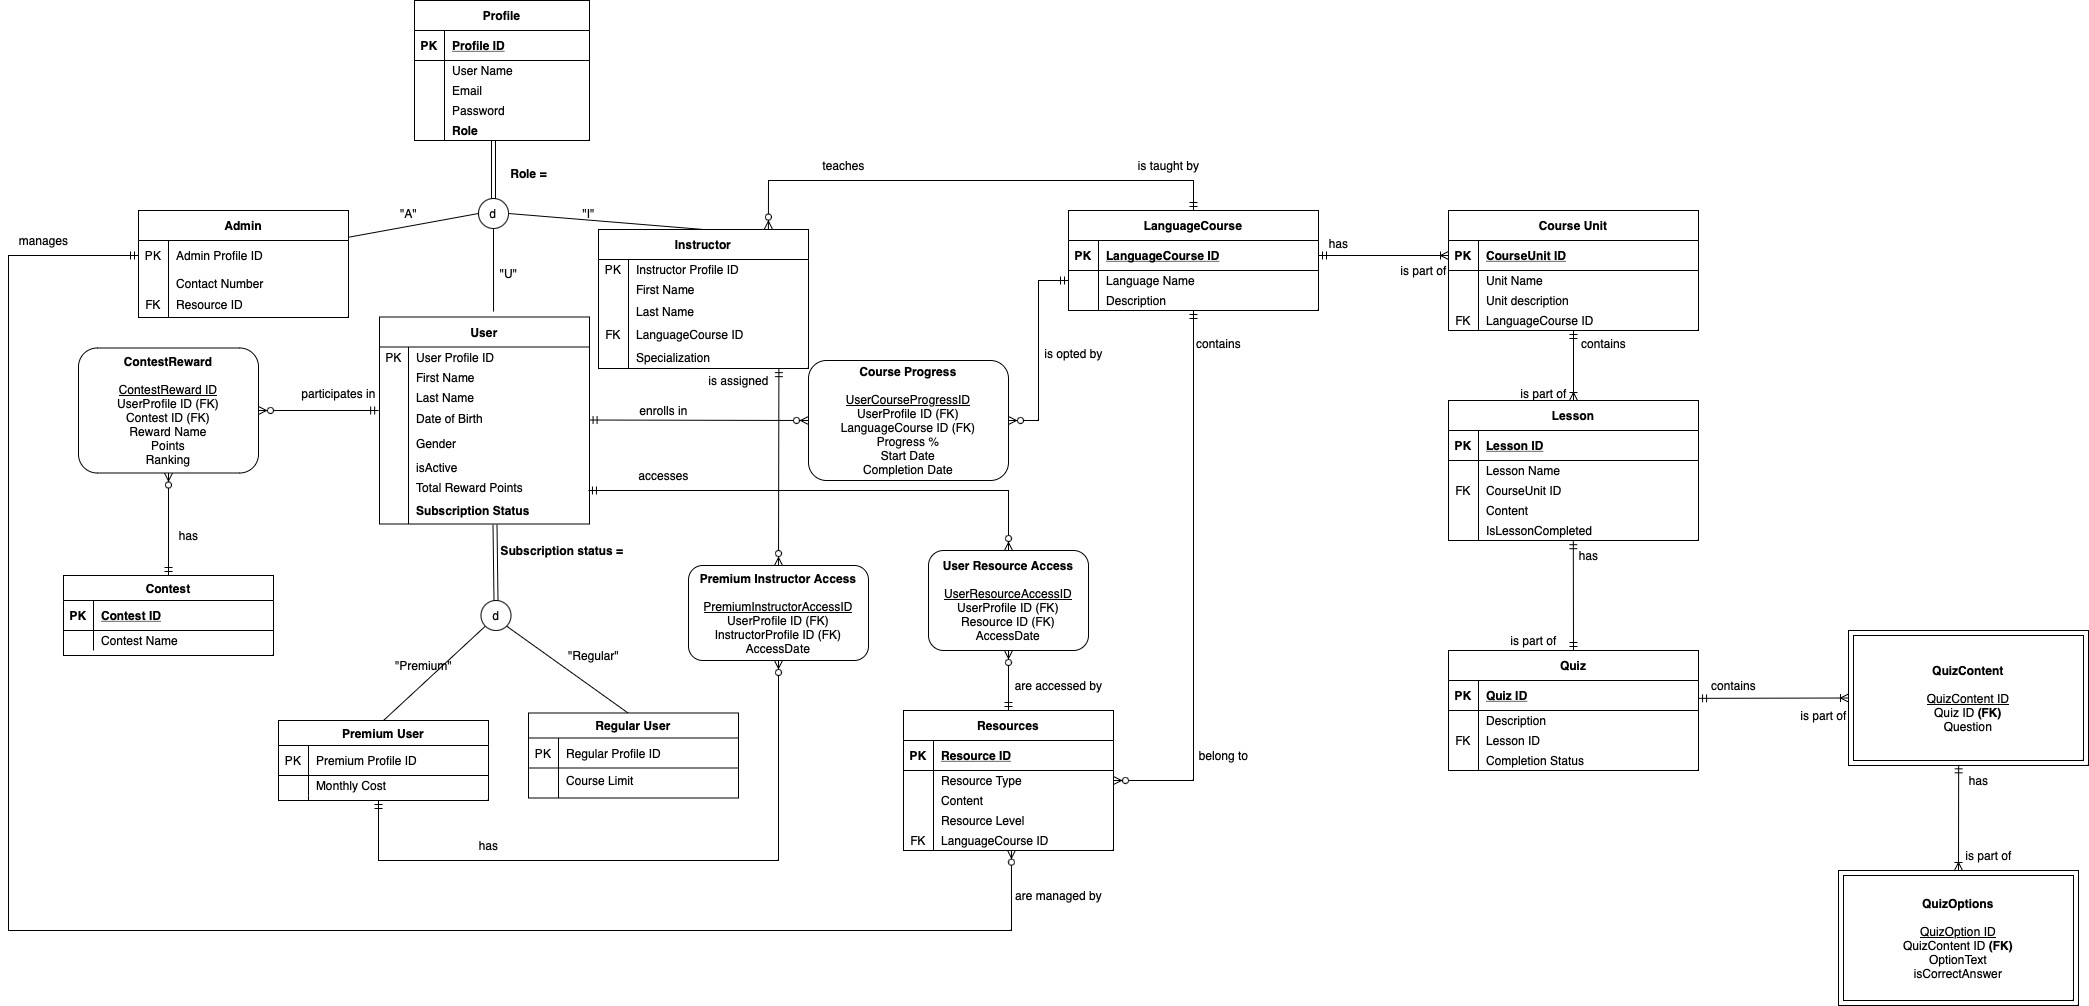 Profile
PK Profile ID
User Name
Email
Password
Role
Role =
d
"A"
"I"
"U"
manages
Admin
PK Admin Profile ID
Contact Number
FK Resource ID
Instructor
PK Instructor Profile ID
First Name
Last Name
FK LanguageCourse ID
Specialization
teaches
is taught by
LanguageCourse
PK LanguageCourse ID
Language Name
Description
has
is part of
Course Unit
PK CourseUnit ID
Unit Name
Unit description
FK LanguageCourse ID
contains
is part of
Lesson
PK Lesson ID
Lesson Name
FK CourseUnit ID
Content
IsLessonCompleted
has
is part of
Quiz
PK Quiz ID
Description
FK Lesson ID
Completion Status
contains
is part of
QuizContent
QuizContent ID
Quiz ID (FK)
Question
has
is part of
QuizOptions
QuizOption ID
QuizContent ID (FK)
OptionText
isCorrectAnswer
User
PK User Profile ID
First Name
Last Name
Date of Birth
Gender
isActive
Total Reward Points
Subscription Status
ContestReward
ContestReward ID
UserProfile ID (FK)
Contest ID (FK)
Reward Name
Points
Ranking
participates in
has
Contest
PK Contest ID
Contest Name
enrolls in
is assigned
Course Progress
UserCourseProgressID
UserProfile ID (FK)
LanguageCourse ID (FK)
Progress %
Start Date
Completion Date
is opted by
contains
accesses
Subscription status =
d
"Premium"
"Regular"
Premium Instructor Access
PremiumInstructorAccessID
UserProfile ID (FK)
InstructorProfile ID (FK)
AccessDate
User Resource Access
UserResourceAccessID
UserProfile ID (FK)
Resource ID (FK)
AccessDate
are accessed by
Premium User
PK Premium Profile ID
Monthly Cost
Regular User
PK Regular Profile ID
Course Limit
has
Resources
PK Resource ID
Resource Type
Content
Resource Level
FK LanguageCourse ID
belong to
are managed by